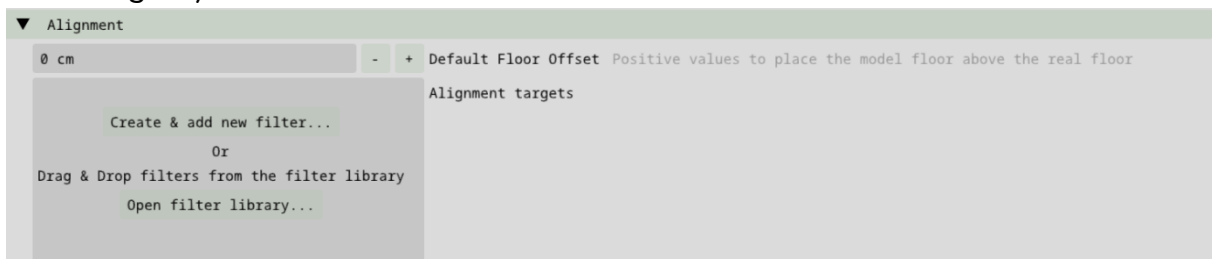 Alignment
0 cm - + Default Floor Offset Positive values to place the model floor above the real floor
Alignment targets
Create & add new filter...
Or
Drag & Drop filters from the filter library
Open filter library...